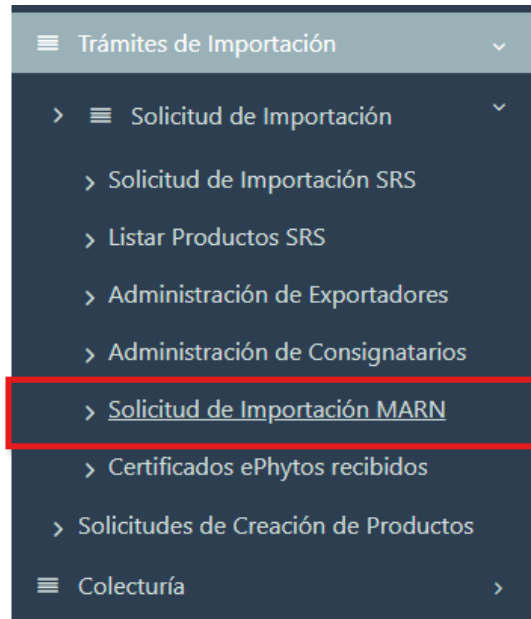 Trámites de Importación
Solicitud de Importación
Solicitud de Importación SRS
Listar Productos SRS
Administración de Exportadores
Administración de Consignatarios
Solicitud de Importación MARN
Certificados ePhytos recibidos
Solicitudes de Creación de Productos
Colecturía